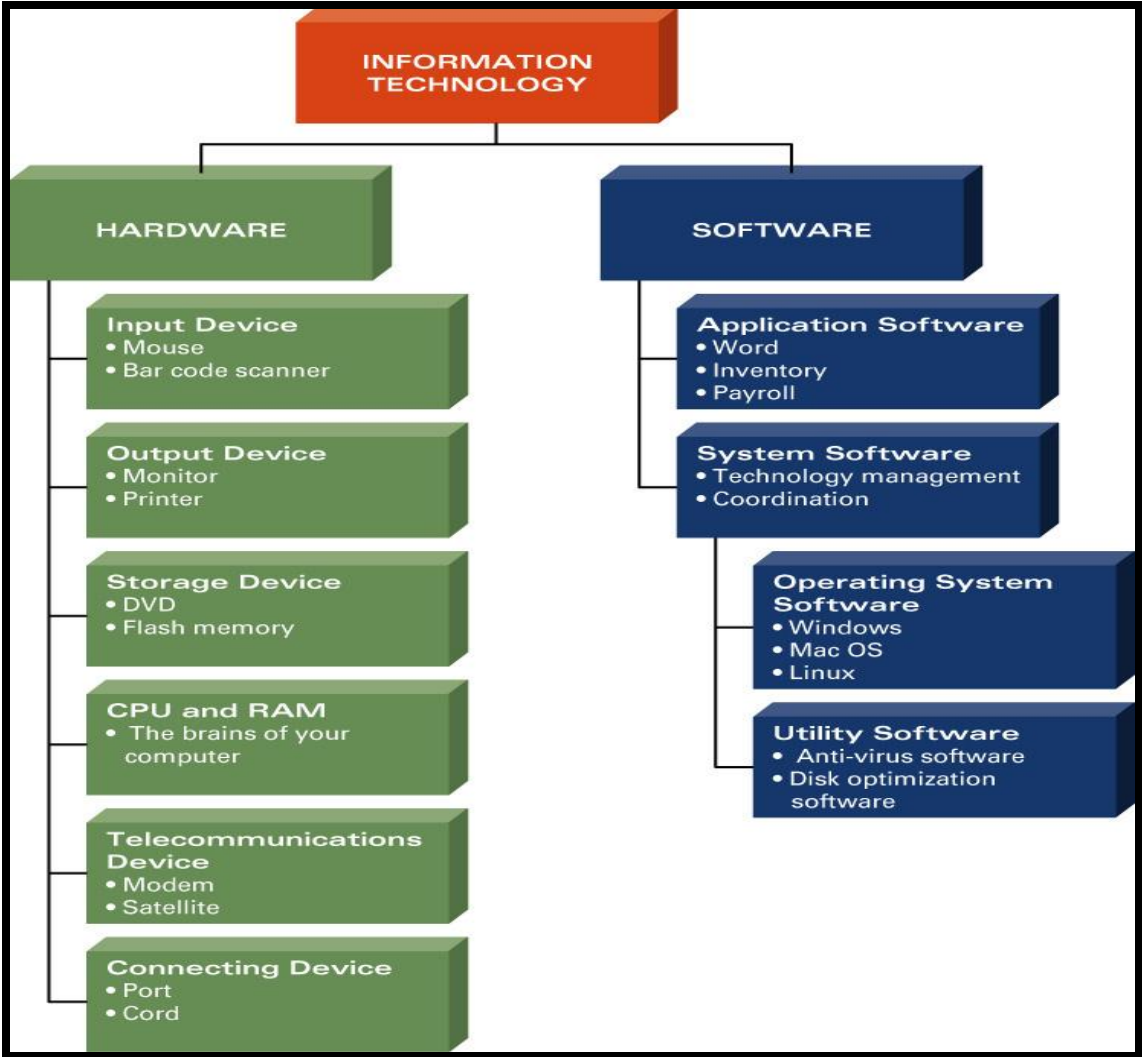 INFORMATION
TECHNOLOGY
HARDWARE
Input Device
• Mouse
• Bar code scanner
Output Device
• Monitor
• Printer
Storage Device
• DVD
• Flash memory
CPU and RAM
• The brains of your
computer
Telecommunications
Device
• Modem
• Satellite
Connecting Device
• Port
• Cord
SOFTWARE
Application Software
• Word
• Inventory
• Payroll
System Software
• Technology management
• Coordination
Operating System
Software
• Windows
• Mac OS
• Linux
Utility Software
• Anti-virus software
• Disk optimization
software